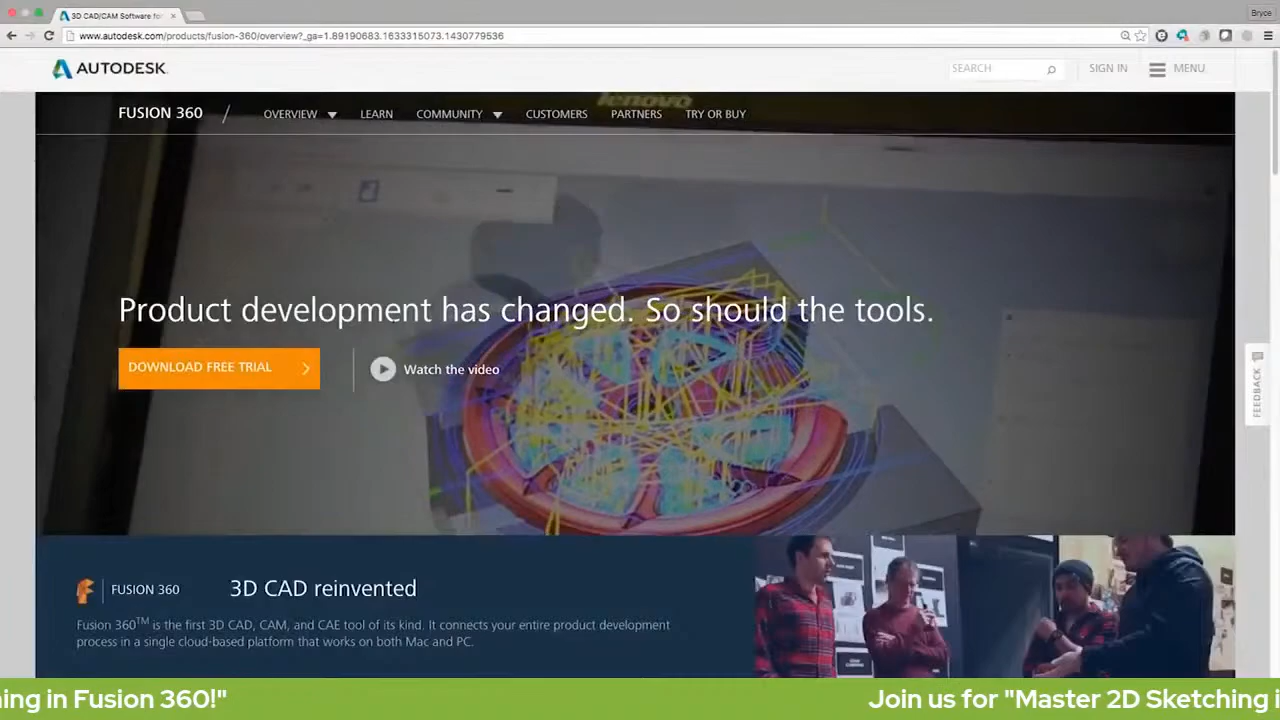 3D CAD/CAM Software for
Bryce
www.autodesk.com/products/fusion-360/overview?_ga=1.89190683.1633315073.1430779536
AUTODESK
SEARCH
SIGN IN
MENU
lenovo
FUSION 360 / OVERVIEW LEARN COMMUNITY CUSTOMERS PARTNERS TRY OR BUY
Product development has changed. So should the tools.
DOWNLOAD FREE TRIAL
Watch the video
FEEDBACK
FUSION 360
3D CAD reinvented
Fusion 360TM is the first 3D CAD, CAM, and CAE tool of its kind. It connects your entire product development
process in a single cloud-based platform that works on both Mac and PC.
ning in Fusion 360!" Join us for "Master 2D Sketching i